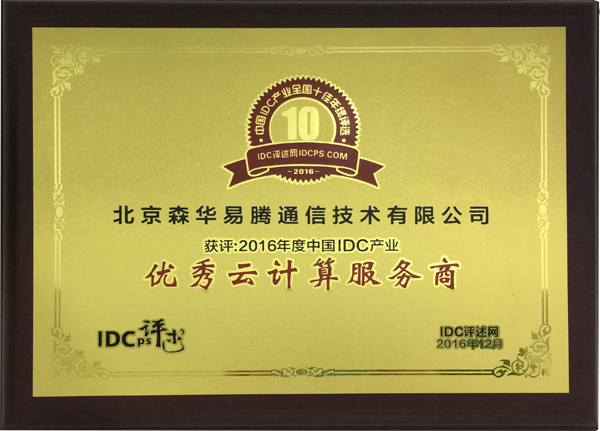 中国IDC产业全国十佳年度评选
10
IDC评述网IDCPS.COM
~2016~
北京森华易腾通信技术有限公司
获评:2016年度中国IDC产业
优秀云计算服务商
IDCps评述
IDC评述网
2016年12月